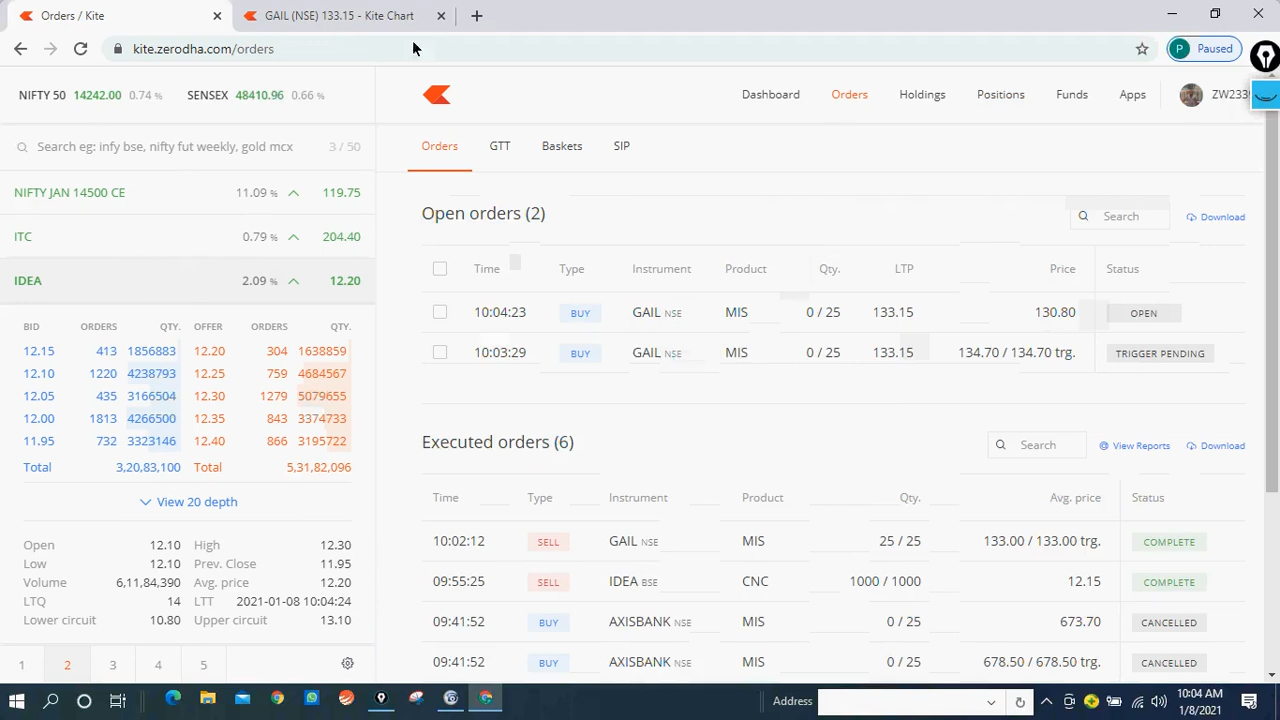 Orders / Kite
GAIL (NSE) 133.15 - Kite Chart
kite.zerodha.com/orders
P Paused
NIFTY 50 14242.00 0.74 % SENSEX 48410.96 0.66 %
Dashboard Orders Holdings Positions Funds Apps
Search eg: infy bse, nifty fut weekly, gold mcx 3 / 50
Orders GTT Baskets SIP
NIFTY JAN 14500 CE 11.09 % 119.75
ITC 0.79 % 204.40
IDEA 2.09 % 12.20
BID ORDERS QTY. OFFER ORDERS QTY.
12.15 413 1856883 12.20 304 1638859
12.10 1220 4238793 12.25 759 4684567
12.05 435 3166504 12.30 1279 5079655
12.00 1813 4266500 12.35 843 3374733
11.95 732 3323146 12.40 866 3195722
Total 3,20,83,100 Total 5,31,82,096
View 20 depth
Open 12.10 High 12.30
Low 12.10 Prev. Close 11.95
Volume 6,11,84,390 Avg. price 12.20
LTQ 14 LTT 2021-01-08 10:04:24
Lower circuit 10.80 Upper circuit 13.10
1 2 3 4 5
Open orders (2) Search Download
Time Type Instrument Product Qty. LTP Price Status
10:04:23 BUY GAIL NSE MIS 0 / 25 133.15 130.80 OPEN
10:03:29 BUY GAIL NSE MIS 0 / 25 133.15 134.70 / 134.70 trg. TRIGGER PENDING
Executed orders (6) Search View Reports Download
Time Type Instrument Product Qty. Avg. price Status
10:02:12 SELL GAIL NSE MIS 25 / 25 133.00 / 133.00 trg. COMPLETE
09:55:25 SELL IDEA BSE CNC 1000 / 1000 12.15 COMPLETE
09:41:52 BUY AXISBANK NSE MIS 0 / 25 673.70 CANCELLED
09:41:52 BUY AXISBANK NSE MIS 0 / 25 678.50 / 678.50 trg. CANCELLED
Address
10:04 AM
1/8/2021